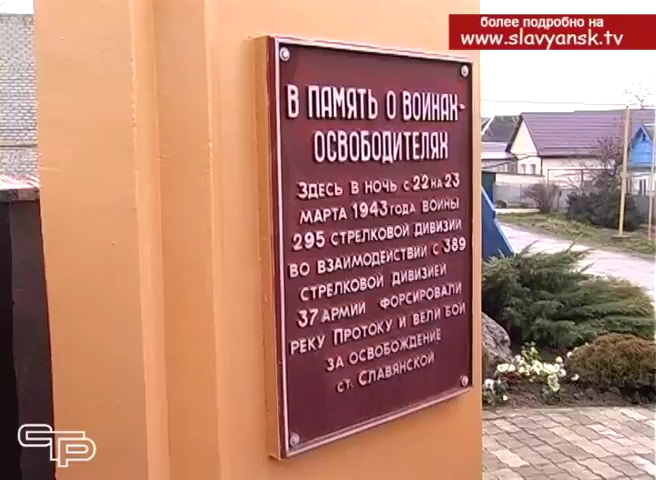 более подробно на
www.slavyansk.tv
В ПАМЯТЬ О ВОИНАХ-
ОСВОБОДИТЕЛЯХ
ЗДЕСЬ В НОЧЬ С 22 НА 23
МАРТА 1943 ГОДА ВОИНЫ
295 СТРЕЛКОВОЙ ДИВИЗИИ
ВО ВЗАИМОДЕЙСТВИИ С 389
СТРЕЛКОВОЙ ДИВИЗИЕЙ
37 АРМИИ ФОРСИРОВАЛИ
РЕКУ ПРОТОКУ И ВЕЛИ БОИ
ЗА ОСВОБОЖДЕНИЕ
СТ. СЛАВЯНСКОЙ